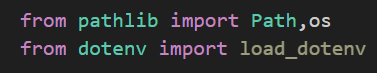 from pathlib import Path,os
from dotenv import load_dotenv